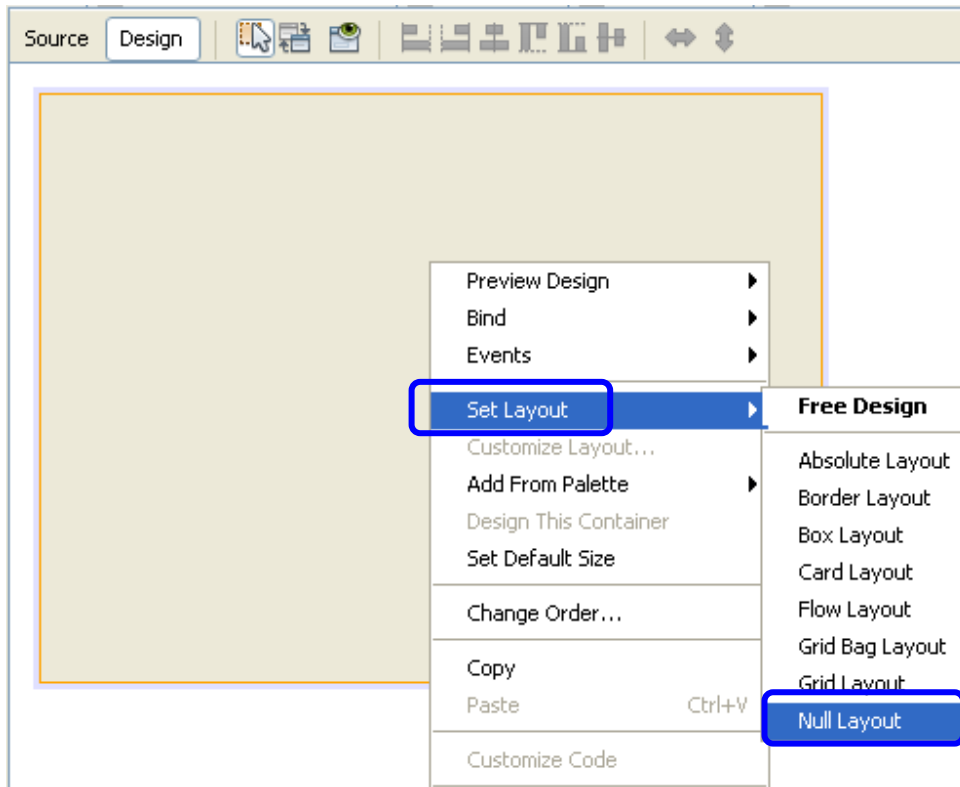 Source Design
Preview Design
Bind
Events
Set Layout
Customize Layout...
Add From Palette
Design This Container
Set Default Size
Change Order...
Copy
Paste Ctrl+V
Customize Code
Free Design
Absolute Layout
Border Layout
Box Layout
Card Layout
Flow Layout
Grid Bag Layout
Grid Layout
Null Layout